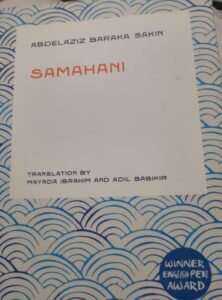 ABDELAZIZ BARAKA SAKIN
SAMAHANI
TRANSLATION BY
MAYADA IBRAHIM AND ADIL BABIKIR
WINNER
ENGLISH PEN
AWARD